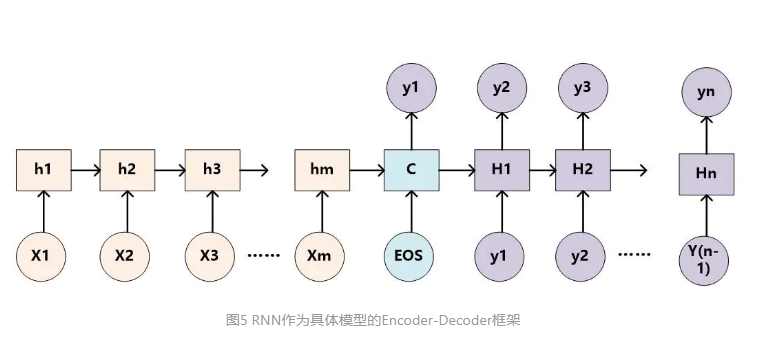 y1 y2 y3 yn
h1 h2 h3 hm C H1 H2 Hn
X1 X2 X3 ...... Xm EOS y1 y2 ...... Y(n-
1)
图5 RNN作为具体模型的Encoder-Decoder框架